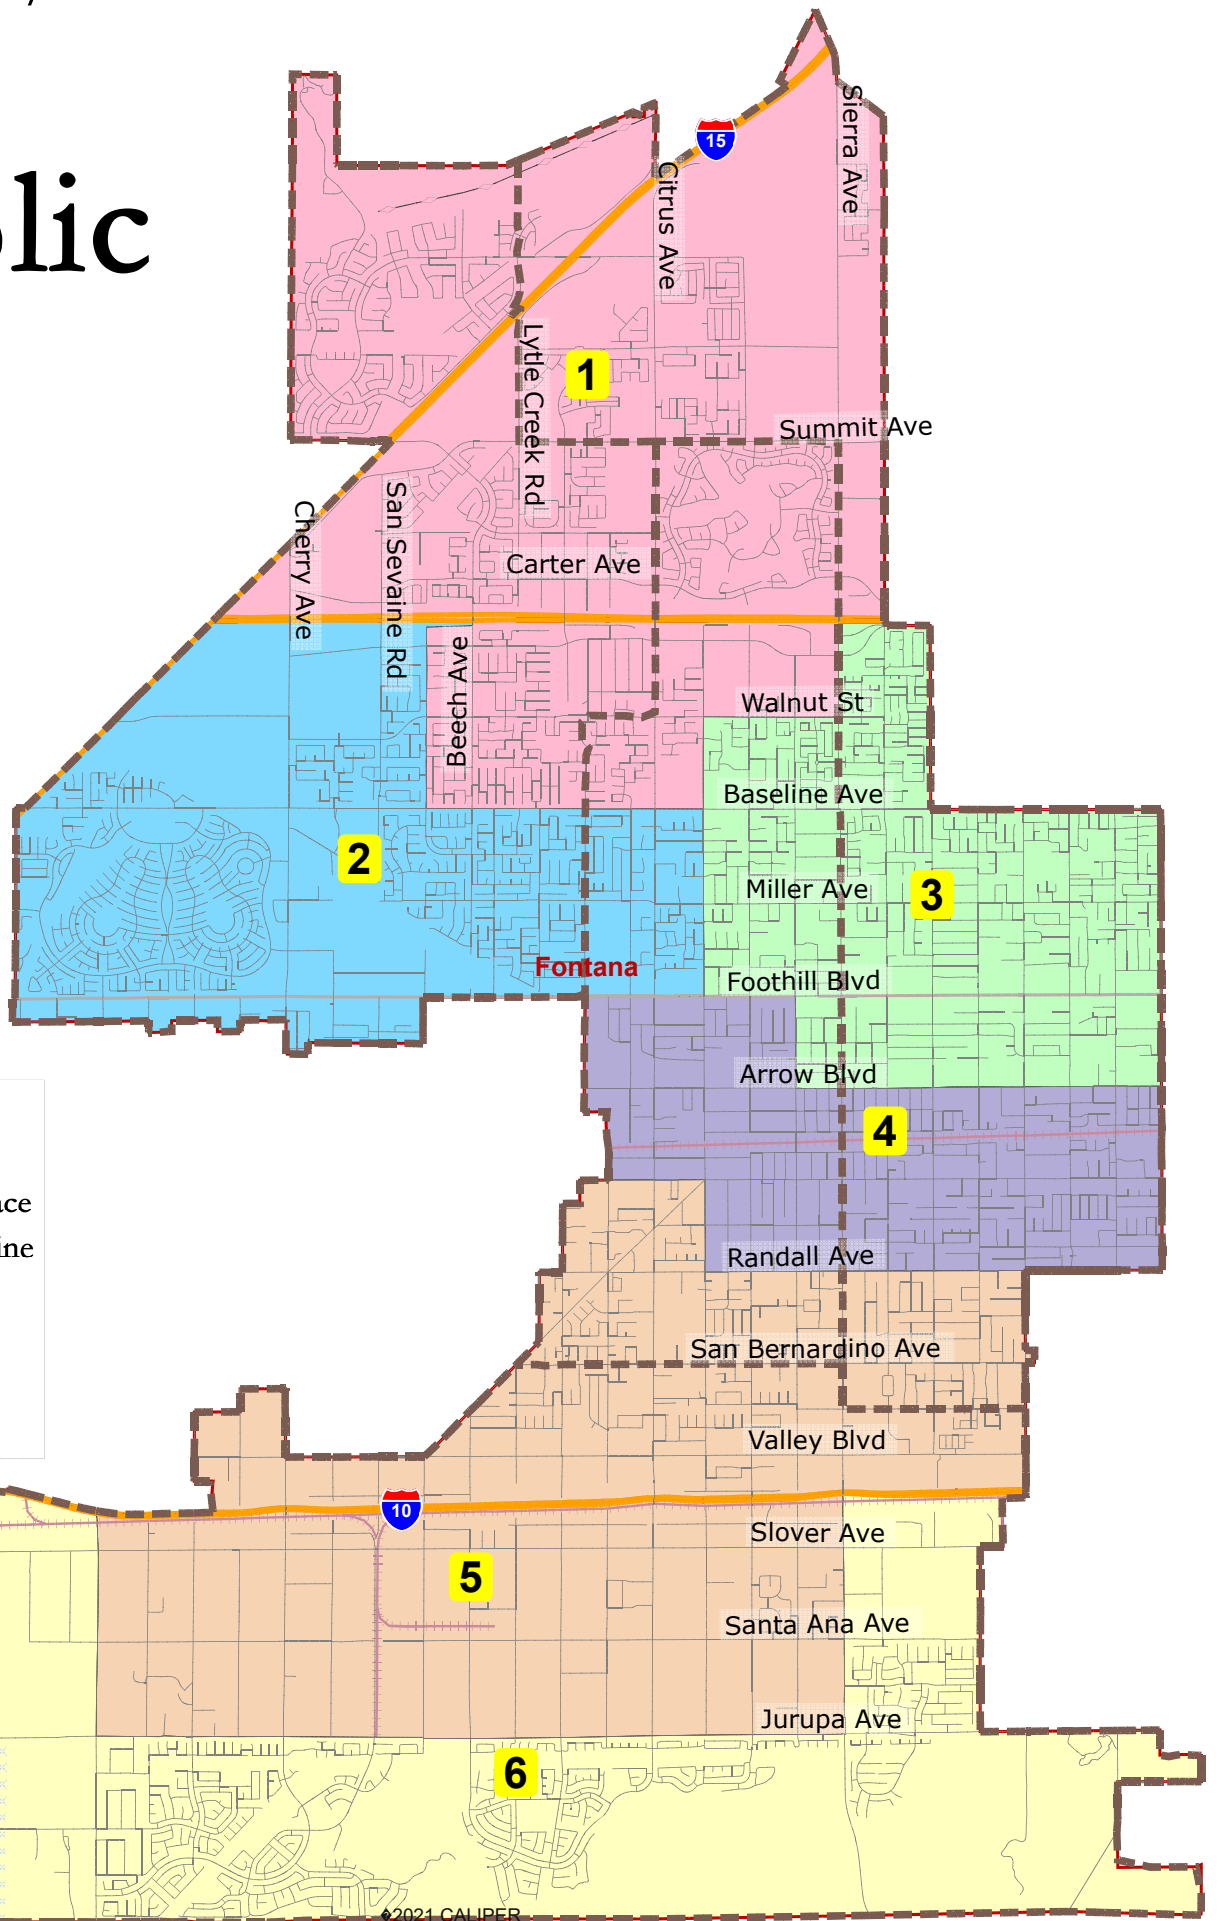 lic
15
Sierra Ave
Citrus Ave
Lytle Creek Rd
1
Summit Ave
Cherry Ave
San Sevaine Rd
Carter Ave
Beech Ave
Walnut St
Baseline Ave
2
Miller Ave
3
Fontana
Foothill Blvd
Arrow Blvd
4
ace
ine
Randall Ave
San Bernardino Ave
Valley Blvd
10
Slover Ave
5
Santa Ana Ave
Jurupa Ave
6
�2021 CALIPER